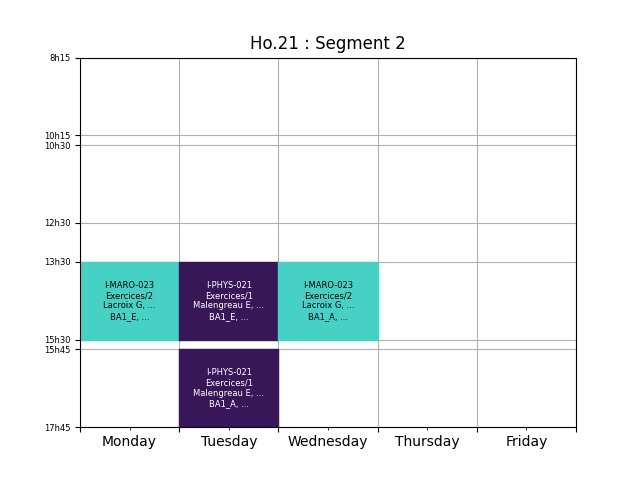 Ho.21 : Segment 2
8h15
10h15
10h30
12h30
13h30
I-MARO-023
Exercices/2
Lacroix G, ...
BA1_E, ...
I-PHYS-021
Exercices/1
Malengreau E, ...
BA1_E, ...
I-MARO-023
Exercices/2
Lacroix G, ...
BA1_A, ...
15h30
15h45
I-PHYS-021
Exercices/1
Malengreau E, ...
BA1_A, ...
17h45
Monday Tuesday Wednesday Thursday Friday